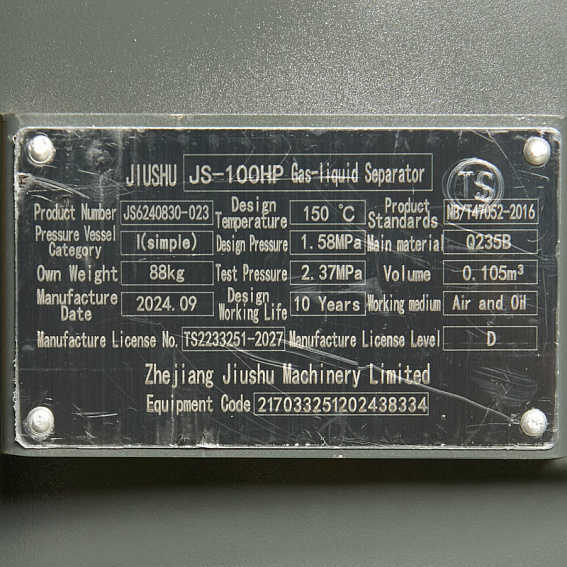 JIUSHU JS-100HP Gas-liquid Separator TS
Product Number JS6240830-023 Design Temperature 150 ℃ Product Standards NB/T47052-2016
Pressure Vessel Category I(simple) Design Pressure 1.58MPa Main material Q235B
Own Weight 88kg Test Pressure 2.37MPa Volume 0.105m³
Manufacture Date 2024.09 Design Working Life 10 Years Working medium Air and Oil
Manufacture License No. TS2233251-2027 Manufacture License Level D
Zhejiang Jiushu Machinery Limited
Equipment Code 217033251202438334